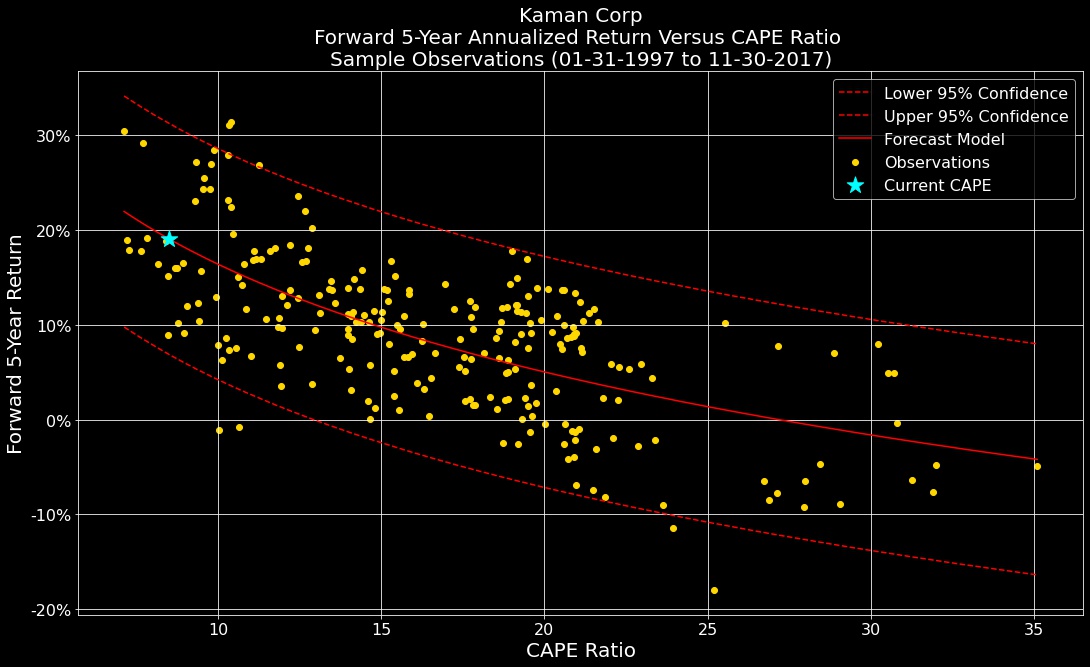 Kaman Corp
Forward 5-Year Annualized Return Versus CAPE Ratio
Sample Observations (01-31-1997 to 11-30-2017)
Lower 95% Confidence
Upper 95% Confidence
Forecast Model
Observations
Current CAPE
Forward 5-Year Return
30%
20%
10%
0%
-10%
-20%
10 15 20 25 30 35
CAPE Ratio